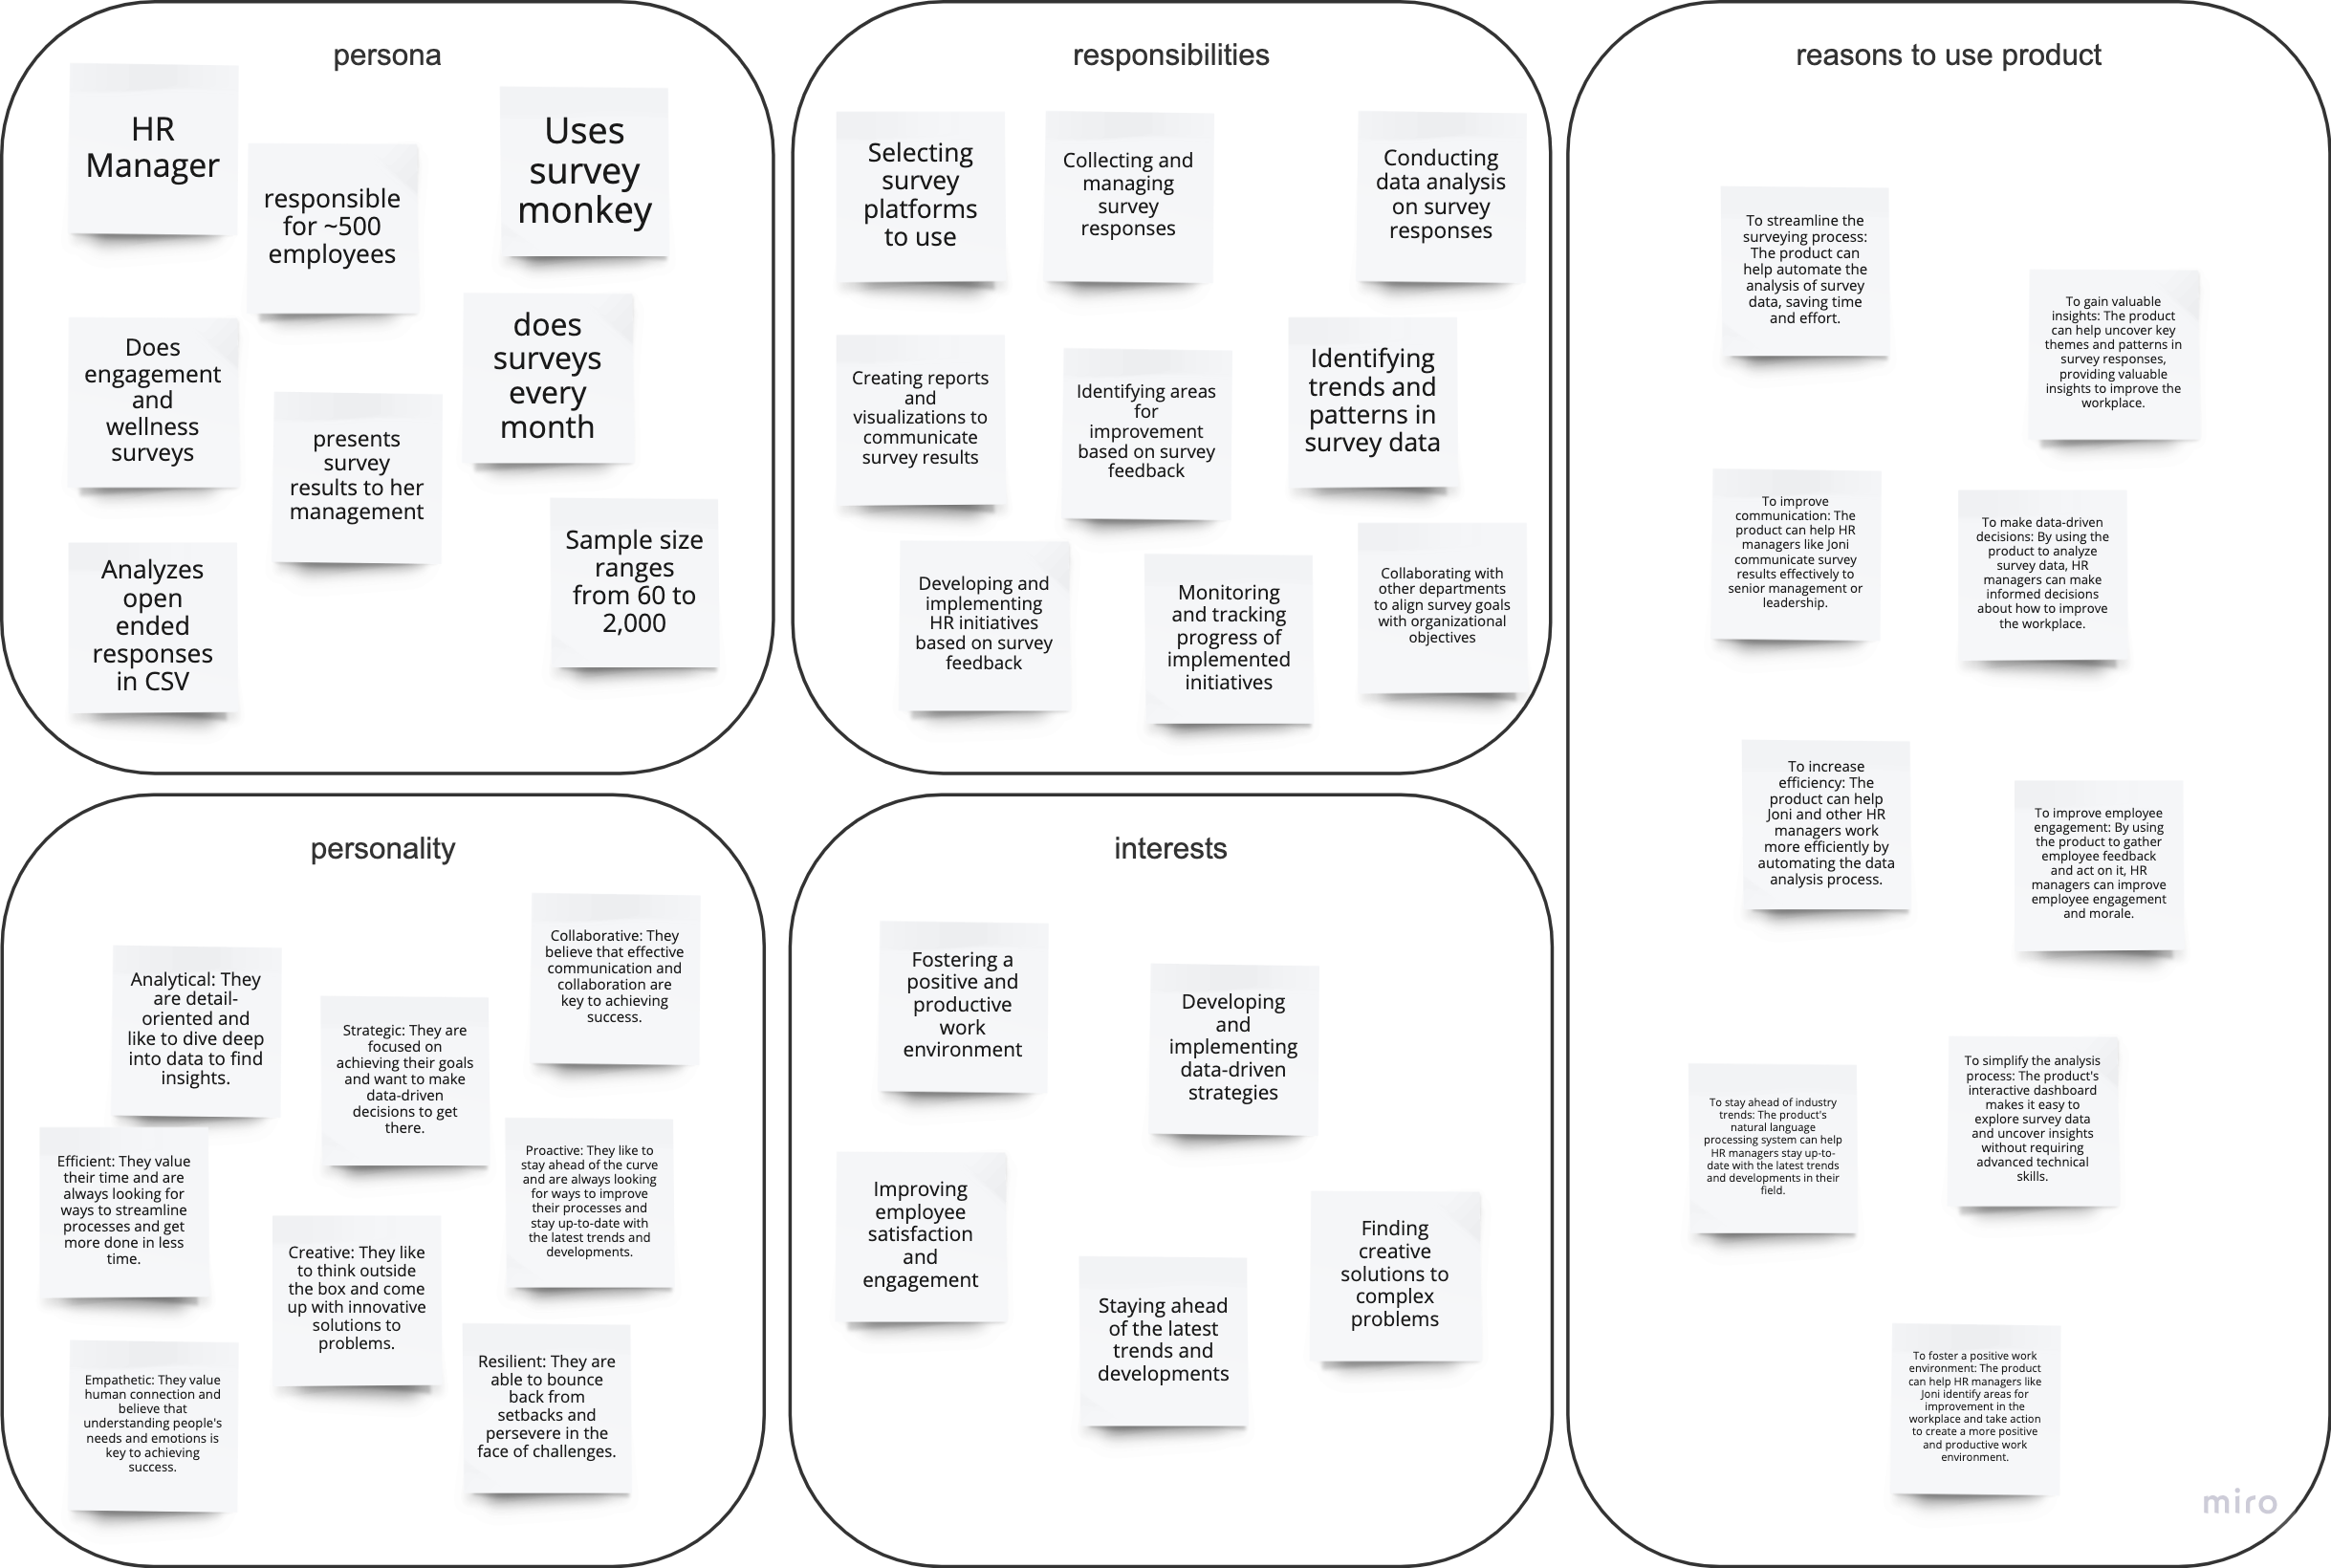 persona
HR
Manager
responsible
for ~500
employees
Uses
survey
monkey
Does
engagement
and
wellness
surveys
presents
survey
results to her
management
does
surveys
every
month
Analyzes
open
ended
responses
in CSV
Sample size
ranges
from 60 to
2,000
responsibilities
Selecting
survey
platforms
to use
Collecting and
managing
survey
responses
Conducting
data analysis
on survey
responses
Creating reports
and
visualizations to
communicate
survey results
Identifying areas
for
improvement
based on survey
feedback
Identifying
trends and
patterns in
survey data
Developing and
implementing
HR initiatives
based on survey
feedback
Monitoring
and tracking
progress of
implemented
initiatives
Collaborating with
other departments
to align survey goals
with organizational
objectives
reasons to use product
To streamline the
surveying process:
The product can
help automate the
analysis of survey
data, saving time
and effort.
To gain valuable
insights: The product
can help uncover key
themes and patterns in
survey responses,
providing valuable
insights to improve the
workplace.
To improve
communication: The
product can help HR
managers like Joni
communicate survey
results effectively to
senior management or
leadership.
To make data-driven
decisions: By using the
product to analyze
survey data, HR
managers can make
informed decisions
about how to improve
the workplace.
To increase
efficiency: The
product can help
Joni and other HR
managers work
more efficiently by
automating the data
analysis process.
To improve employee
engagement: By using
the product to gather
employee feedback
and act on it, HR
managers can improve
employee engagement
and morale.
To stay ahead of industry
trends: The product's
natural language
processing system can help
HR managers stay up-to-
date with the latest trends
and developments in their
field.
To simplify the analysis
process: The product's
interactive dashboard
makes it easy to
explore survey data
and uncover insights
without requiring
advanced technical
skills.
To foster a positive work
environment: The product
can help HR managers like
Joni identify areas for
improvement in the
workplace and take action
to create a more positive
and productive work
environment.
personality
Analytical: They
are detail-
oriented and
like to dive deep
into data to find
insights.
Strategic: They are
focused on
achieving their goals
and want to make
data-driven
decisions to get
there.
Collaborative: They
believe that effective
communication and
collaboration are
key to achieving
success.
Efficient: They value
their time and are
always looking for
ways to streamline
processes and get
more done in less
time.
Creative: They like
to think outside
the box and come
up with innovative
solutions to
problems.
Proactive: They like to
stay ahead of the curve
and are always looking
for ways to improve
their processes and
stay up-to-date with
the latest trends and
developments.
Empathetic: They value
human connection and
believe that
understanding people's
needs and emotions is
key to achieving
success.
Resilient: They are
able to bounce
back from
setbacks and
persevere in the
face of challenges.
interests
Fostering a
positive and
productive
work
environment
Developing
and
implementing
data-driven
strategies
Improving
employee
satisfaction
and
engagement
Staying ahead
of the latest
trends and
developments
Finding
creative
solutions to
complex
problems
miro